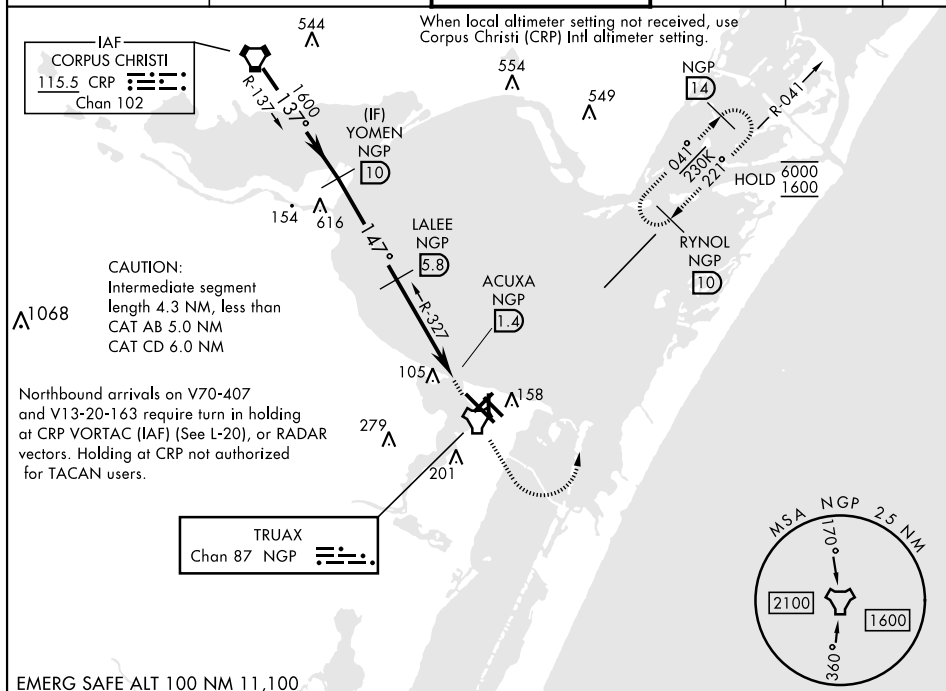 When local altimeter setting not received, use
Corpus Christi (CRP) Intl altimeter setting.
IAF
CORPUS CHRISTI
115.5 CRP
Chan 102
544
554
549
R-137
1600
137°
(IF)
YOMEN
NGP
10
154
616
147°
LALEE
NGP
5.8
R-327
ACUXA
NGP
1.4
NGP
14
R-041
041°
230K
221°
HOLD 6000
1600
RYNOL
NGP
10
CAUTION:
Intermediate segment
length 4.3 NM, less than
CAT AB 5.0 NM
CAT CD 6.0 NM
1068
Northbound arrivals on V70-407
and V13-20-163 require turn in holding
at CRP VORTAC (IAF) (See L-20), or RADAR
vectors. Holding at CRP not authorized
for TACAN users.
105
158
279
201
TRUAX
Chan 87 NGP
MSA NGP 25 NM
170°
2100
1600
360°
EMERG SAFE ALT 100 NM 11,100